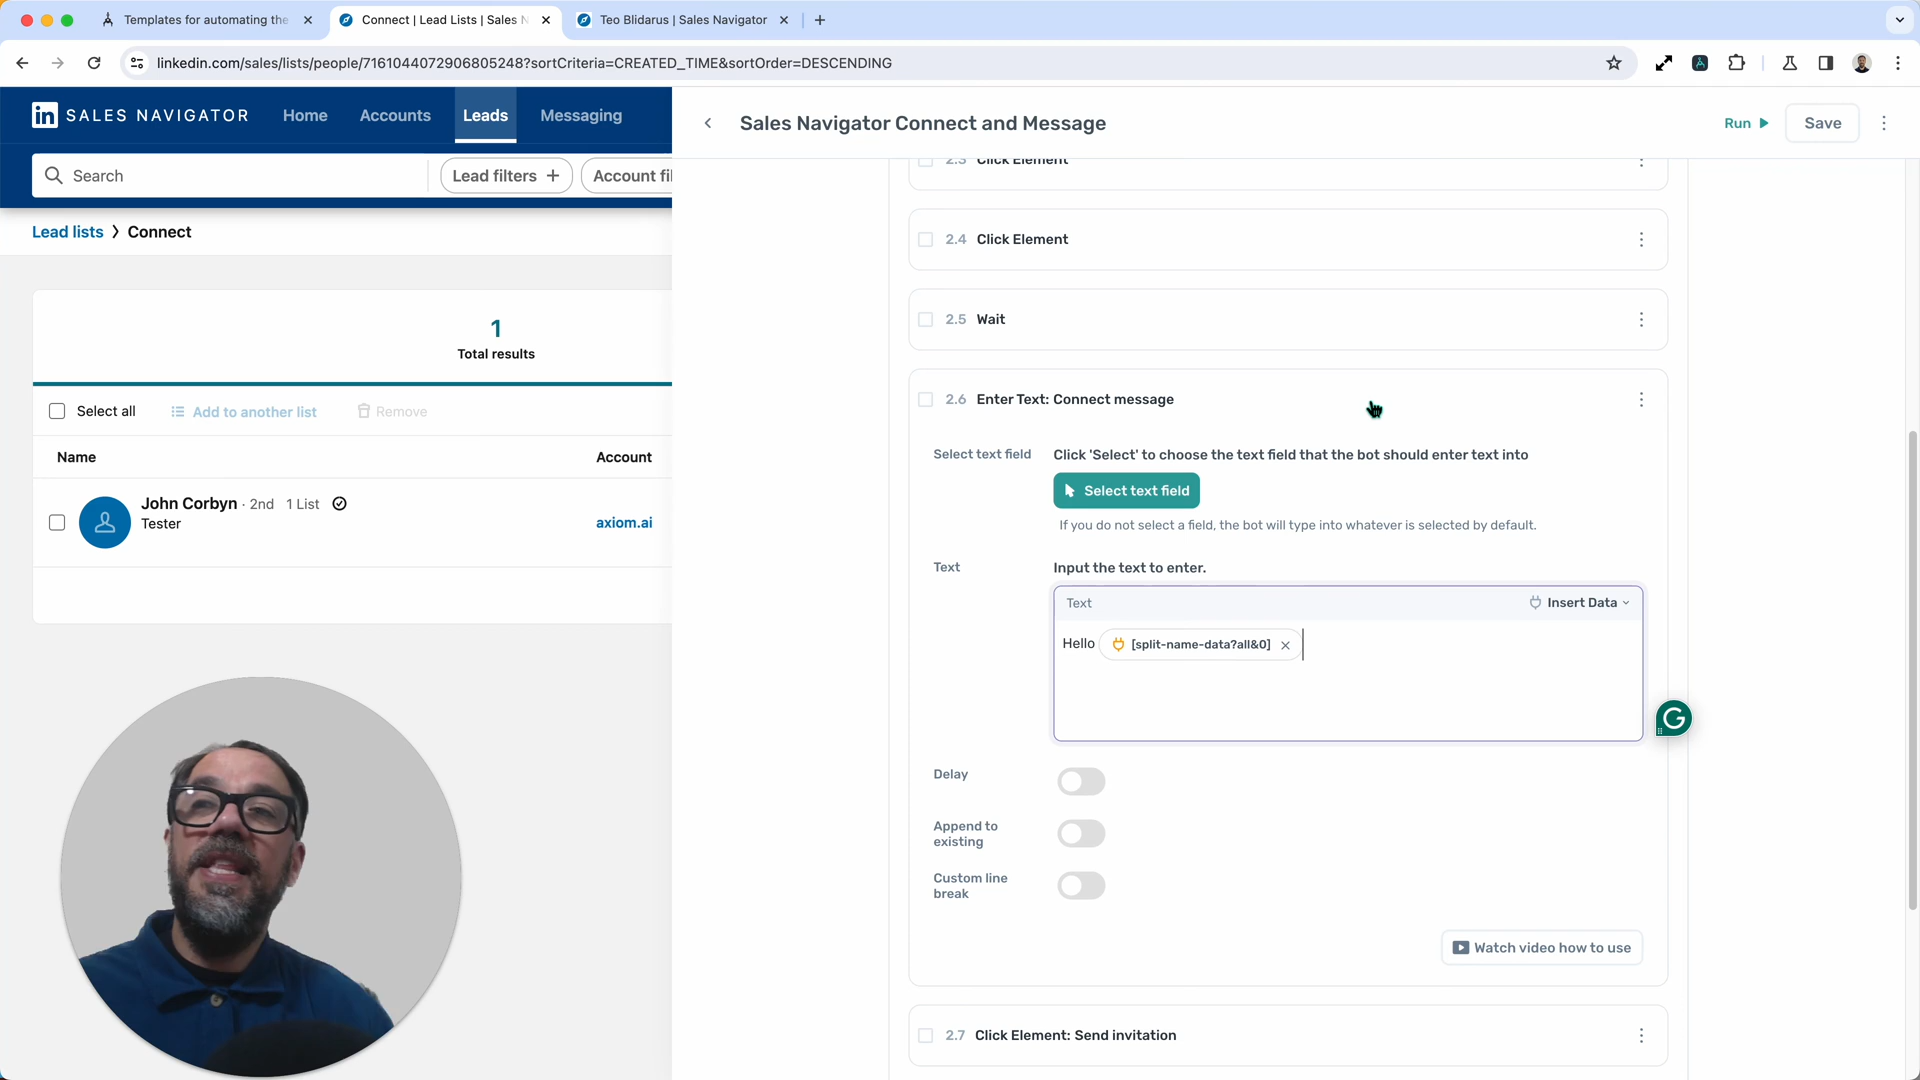 Templates for automating the
Connect | Lead Lists | Sales N
Teo Blidarus | Sales Navigator
linkedin.com/sales/lists/people/7161044072906805248?sortCriteria=CREATED_TIME&sortOrder=DESCENDING
in SALES NAVIGATOR
Home
Accounts
Leads
Messaging
Sales Navigator Connect and Message
Run
Save
Search
Lead filters +
Account fil
2.3 Click Element
Lead lists > Connect
2.4 Click Element
1
Total results
2.5 Wait
Select all
Add to another list
Remove
2.6 Enter Text: Connect message
Name
Account
Select text field
Click 'Select' to choose the text field that the bot should enter text into
Select text field
If you do not select a field, the bot will type into whatever is selected by default.
John Corbyn · 2nd 1 List
Tester
axiom.ai
Text
Input the text to enter.
Text
Insert Data
Hello [split-name-data?all&0]
Delay
Append to
existing
Custom line
break
Watch video how to use
2.7 Click Element: Send invitation